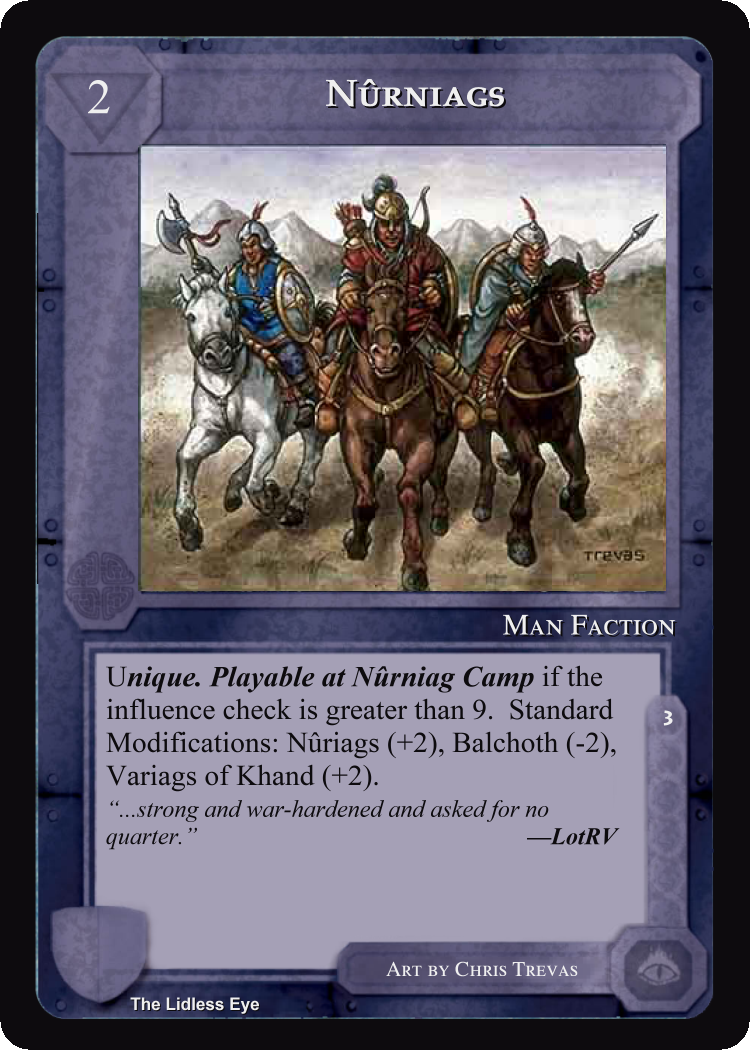 2
NÛRNIAGS
TREVAS
MAN FACTION
Unique. Playable at Nûrniag Camp if the
influence check is greater than 9. Standard
Modifications: Nûriags (+2), Balchoth (-2),
Variags of Khand (+2).
“...strong and war-hardened and asked for no
quarter.” —LotRV
3
ART BY CHRIS TREVAS
The Lidless Eye